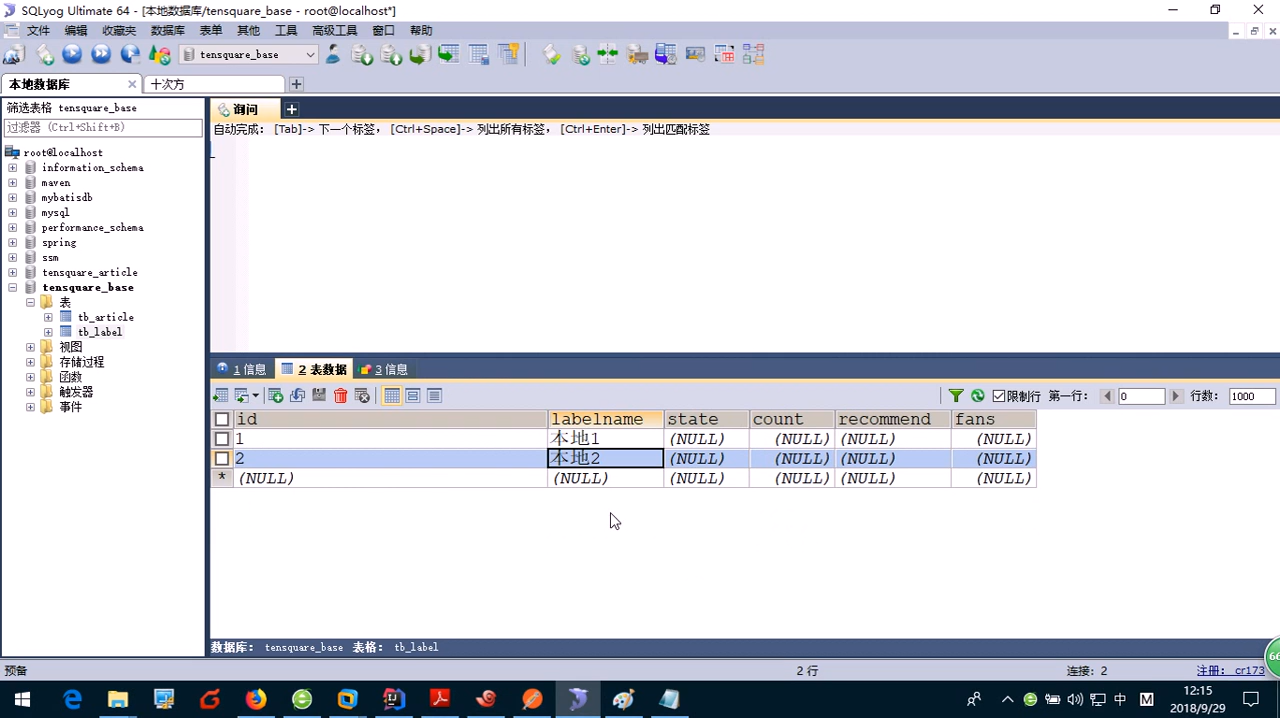 SQLyog Ultimate 64 - [本地数据库/tensquare_base - root@localhost*]
文件 编辑 收藏夹 数据库 表单 其他 工具 高级工具 窗口 帮助
tensquare_base
本地数据库 十次方
筛选表格 tensquare_base
过滤器 (Ctrl+Shift+B)
root@localhost
information_schema
maven
mybatisdb
mysql
performance_schema
spring
ssm
tensquare_article
tensquare_base
表
tb_article
tb_label
视图
存储过程
函数
触发器
事件
询问
自动完成: [Tab]-> 下一个标签, [Ctrl+Space]-> 列出所有标签, [Ctrl+Enter]-> 列出匹配标签
1 信息 2 表数据 3 信息
限制行 第一行: 0 行数: 1000
id labelname state count recommend fans
1 本地1 (NULL) (NULL) (NULL) (NULL)
2 本地2 (NULL) (NULL) (NULL) (NULL)
* (NULL) (NULL) (NULL) (NULL) (NULL) (NULL)
数据库: tensquare_base 表格: tb_label
预备 2 行 连接: 2 注册: cr173
66
中 M 12:15
2018/9/29